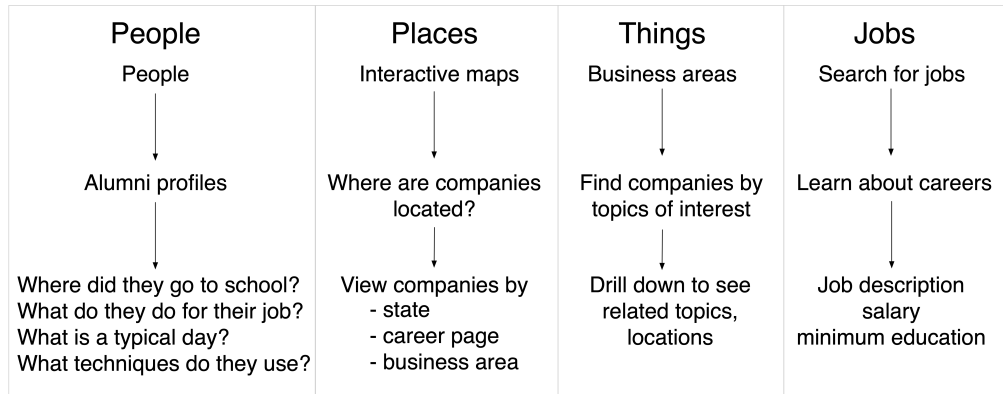 People
People
Alumni profiles
Where did they go to school?
What do they do for their job?
What is a typical day?
What techniques do they use?
Places
Interactive maps
Where are companies
located?
View companies by
- state
- career page
- business area
Things
Business areas
Find companies by
topics of interest
Drill down to see
related topics,
locations
Jobs
Search for jobs
Learn about careers
Job description
salary
minimum education